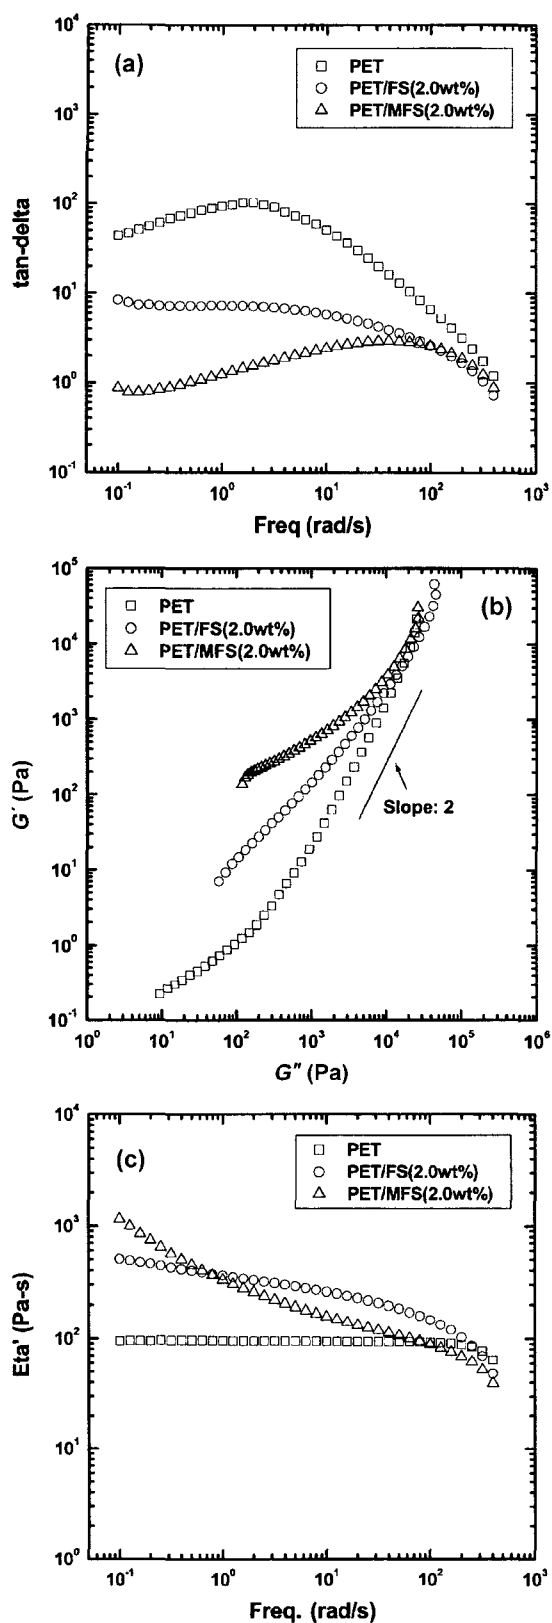 10⁴
(a)
PET
PET/FS(2.0wt%)
PET/MFS(2.0wt%)
10³
10²
10¹
10⁰
10⁻¹
tan-delta
10⁻¹ 10⁰ 10¹ 10² 10³
Freq (rad/s)
10⁵
PET
PET/FS(2.0wt%)
PET/MFS(2.0wt%)
(b)
10⁴
10³
10²
10¹
10⁰
10⁻¹
G´ (Pa)
Slope: 2
10⁰ 10¹ 10² 10³ 10⁴ 10⁵ 10⁶
G″ (Pa)
10⁴
(c)
PET
PET/FS(2.0wt%)
PET/MFS(2.0wt%)
10³
10²
10¹
10⁰
Eta' (Pa-s)
10⁻¹ 10⁰ 10¹ 10² 10³
Freq. (rad/s)